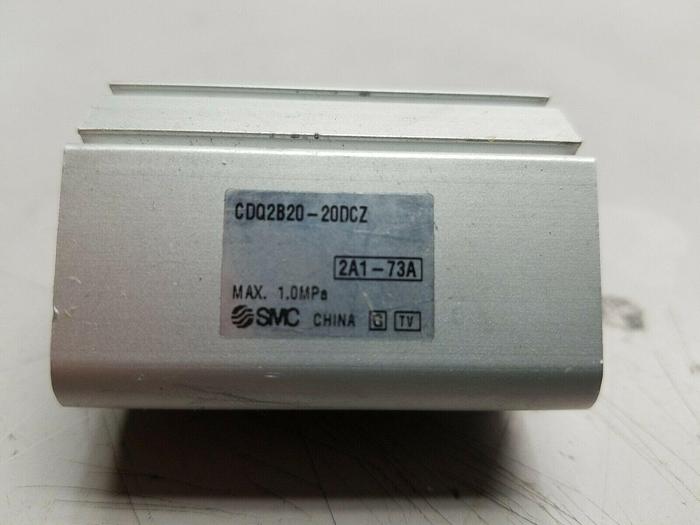 CDQ2B20-20DCZ
2A1-73A
MAX. 1.0MPa
SMC CHINA G TV